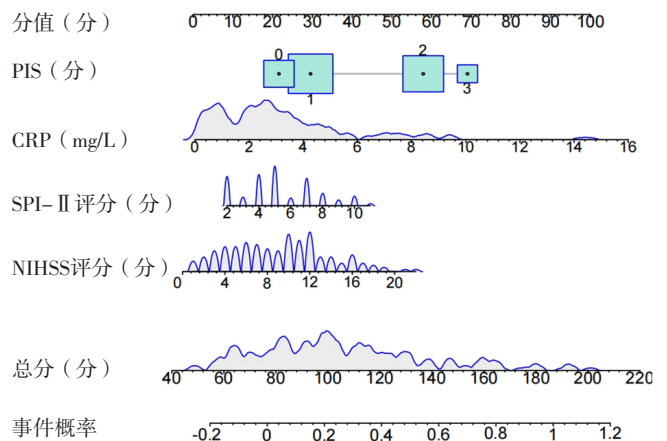 分值（分） 0 10 20 30 40 50 60 70 80 90 100
PIS（分） 0 1 2 3
CRP（mg/L） 0 2 4 6 8 10 12 14 16
SPI-Ⅱ评分（分） 2 4 6 8 10
NIHSS评分（分） 0 4 8 12 16 20
总分（分） 40 60 80 100 120 140 160 180 200 220
事件概率 -0.2 0 0.2 0.4 0.6 0.8 1 1.2